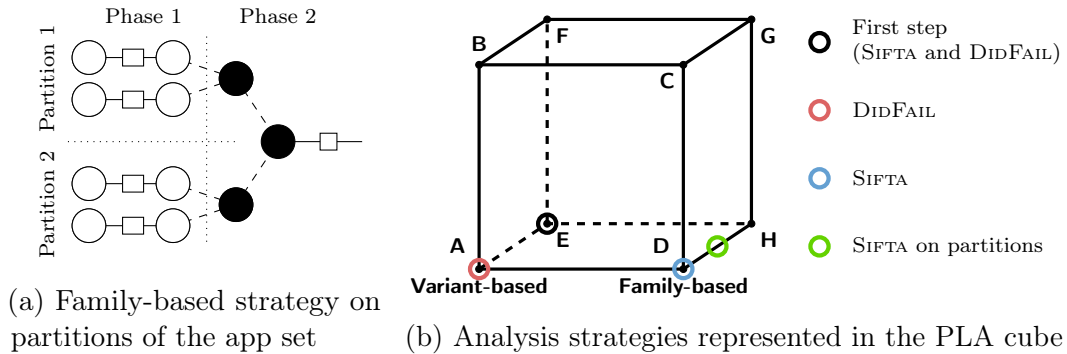 Phase 1
Phase 2
Partition 1
Partition 2
(a) Family-based strategy on
partitions of the app set
F
G
B
C
A
E
D
H
Variant-based
Family-based
First step
(SIFTA and DIDFAIL)
DIDFAIL
SIFTA
SIFTA on partitions
(b) Analysis strategies represented in the PLA cube